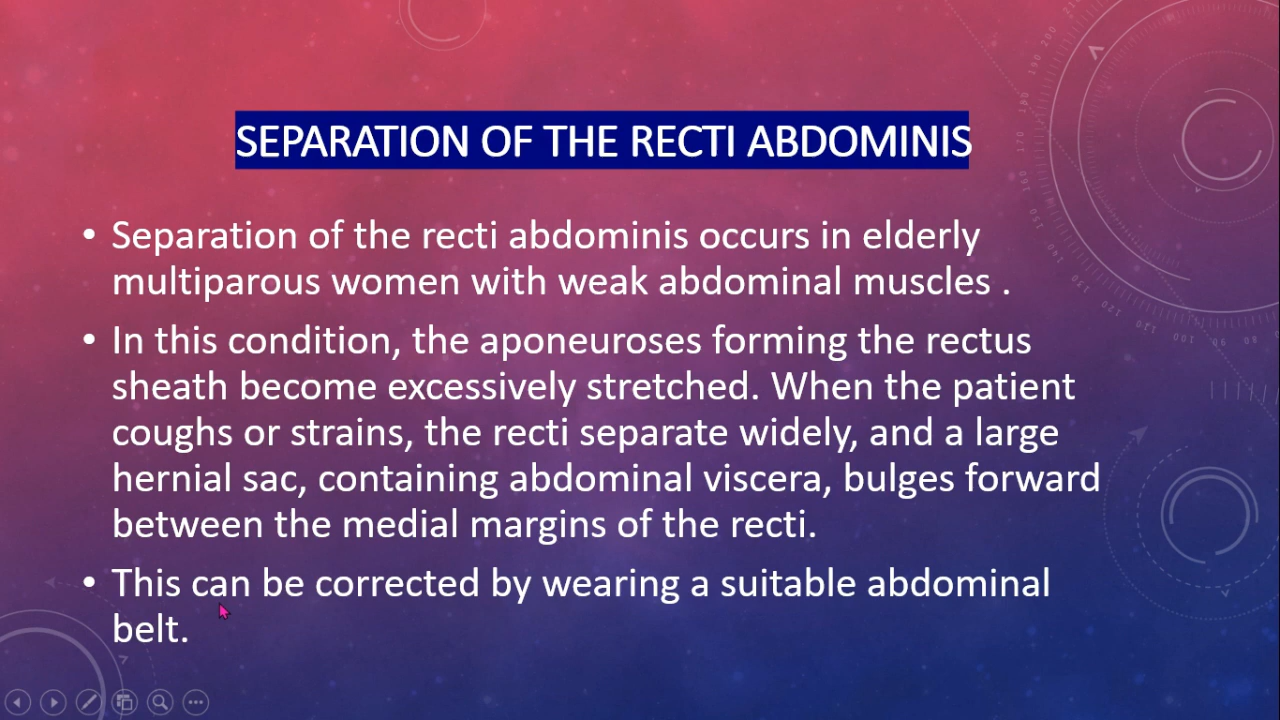 SEPARATION OF THE RECTI ABDOMINIS
• Separation of the recti abdominis occurs in elderly
multiparous women with weak abdominal muscles .
• In this condition, the aponeuroses forming the rectus
sheath become excessively stretched. When the patient
coughs or strains, the recti separate widely, and a large
hernial sac, containing abdominal viscera, bulges forward
between the medial margins of the recti.
• This can be corrected by wearing a suitable abdominal
belt.